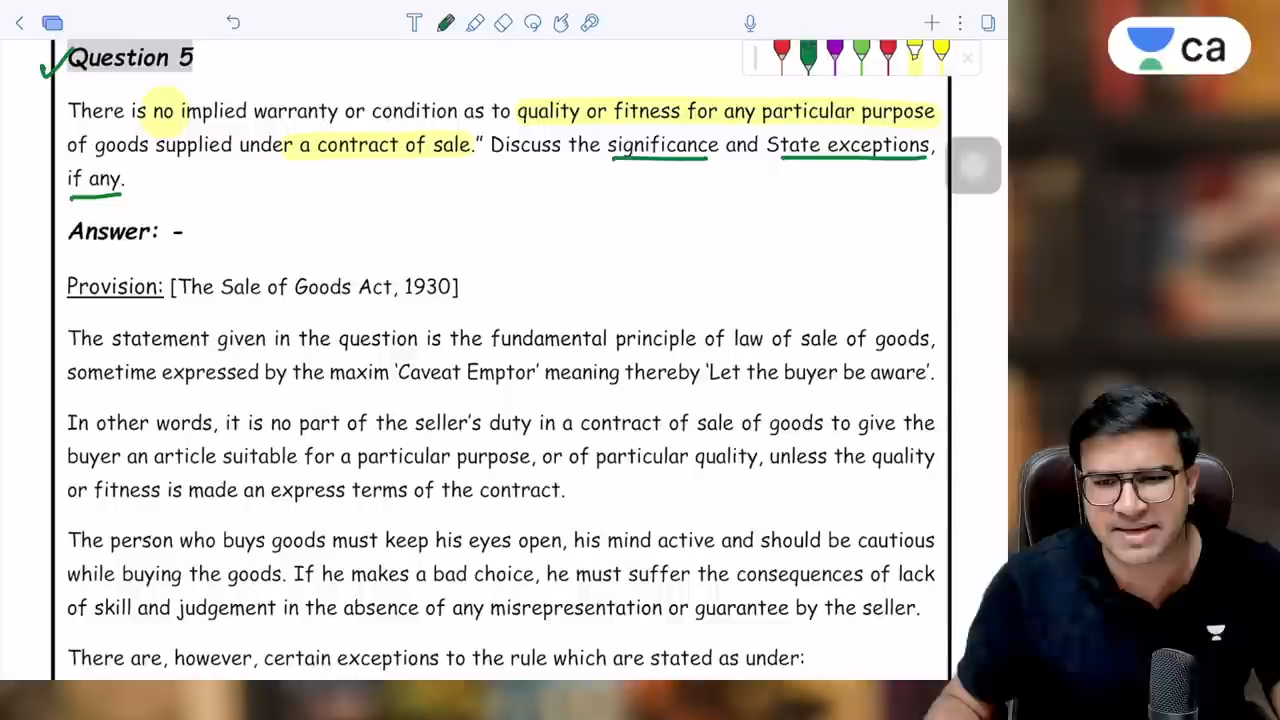 ca
Question 5
There is no implied warranty or condition as to quality or fitness for any particular purpose
of goods supplied under a contract of sale.” Discuss the significance and State exceptions,
if any.
Answer: -
Provision: [The Sale of Goods Act, 1930]
The statement given in the question is the fundamental principle of law of sale of goods,
sometime expressed by the maxim ‘Caveat Emptor’ meaning thereby ‘Let the buyer be aware’.
In other words, it is no part of the seller’s duty in a contract of sale of goods to give the
buyer an article suitable for a particular purpose, or of particular quality, unless the quality
or fitness is made an express terms of the contract.
The person who buys goods must keep his eyes open, his mind active and should be cautious
while buying the goods. If he makes a bad choice, he must suffer the consequences of lack
of skill and judgement in the absence of any misrepresentation or guarantee by the seller.
There are, however, certain exceptions to the rule which are stated as under: